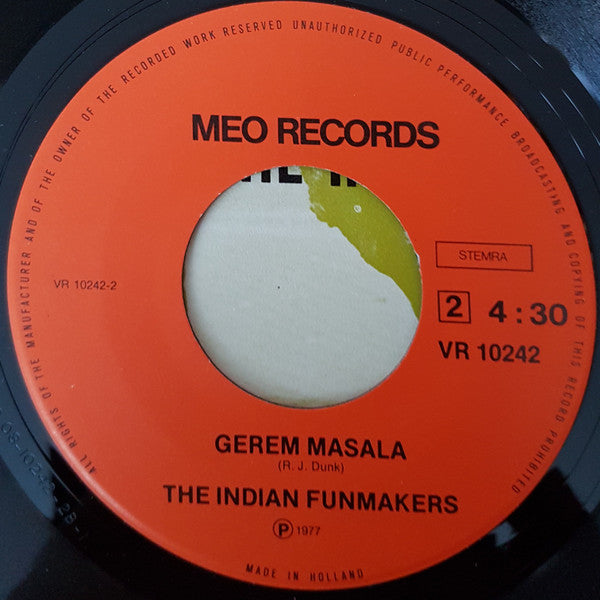 ALL RIGHTS OF THE MANUFACTURER AND OF THE OWNER OF THE RECORDED WORK RESERVED UNAUTHORIZED PUBLIC PERFORMANCE BROADCASTING AND COPYING OF THIS RECORD PROHIBITED
MEO RECORDS
STEMRA
VR 10242-2
2 4:30
VR 10242
GEREM MASALA
(R. J. Dunk)
THE INDIAN FUNMAKERS
Ⓟ 1977
MADE IN HOLLAND